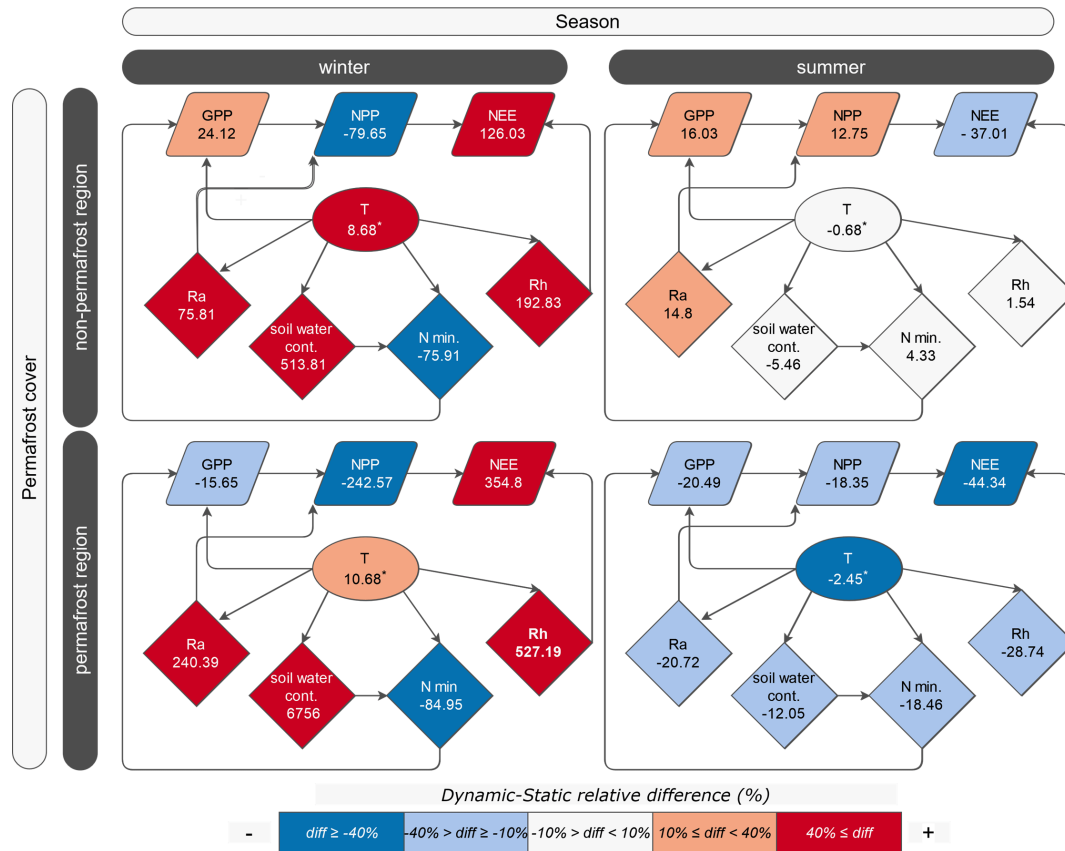 Season
winter
summer
Permafrost cover
non-permafrost region
GPP
24.12
NPP
-79.65
NEE
126.03
T
8.68*
Ra
75.81
soil water
cont.
513.81
N min.
-75.91
Rh
192.83
GPP
16.03
NPP
12.75
NEE
- 37.01
T
-0.68*
Ra
14.8
soil water
cont.
-5.46
N min.
4.33
Rh
1.54
permafrost region
GPP
-15.65
NPP
-242.57
NEE
354.8
T
10.68*
Ra
240.39
soil water
cont.
6756
N min
-84.95
Rh
527.19
GPP
-20.49
NPP
-18.35
NEE
-44.34
T
-2.45*
Ra
-20.72
soil water
cont.
-12.05
N min.
-18.46
Rh
-28.74
Dynamic-Static relative difference (%)
- diff ≥ -40% -40% > diff ≥ -10% -10% > diff < 10% 10% ≤ diff < 40% 40% ≤ diff +